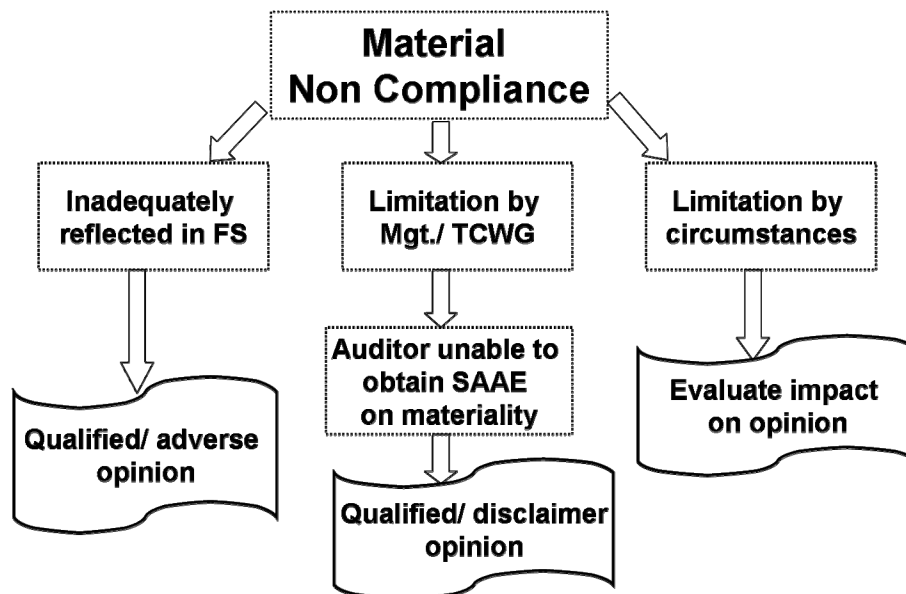 Material
Non Compliance
Inadequately
reflected in FS
Limitation by
Mgt./ TCWG
Limitation by
circumstances
Auditor unable to
obtain SAAE
on materiality
Evaluate impact
on opinion
Qualified/ adverse
opinion
Qualified/ disclaimer
opinion